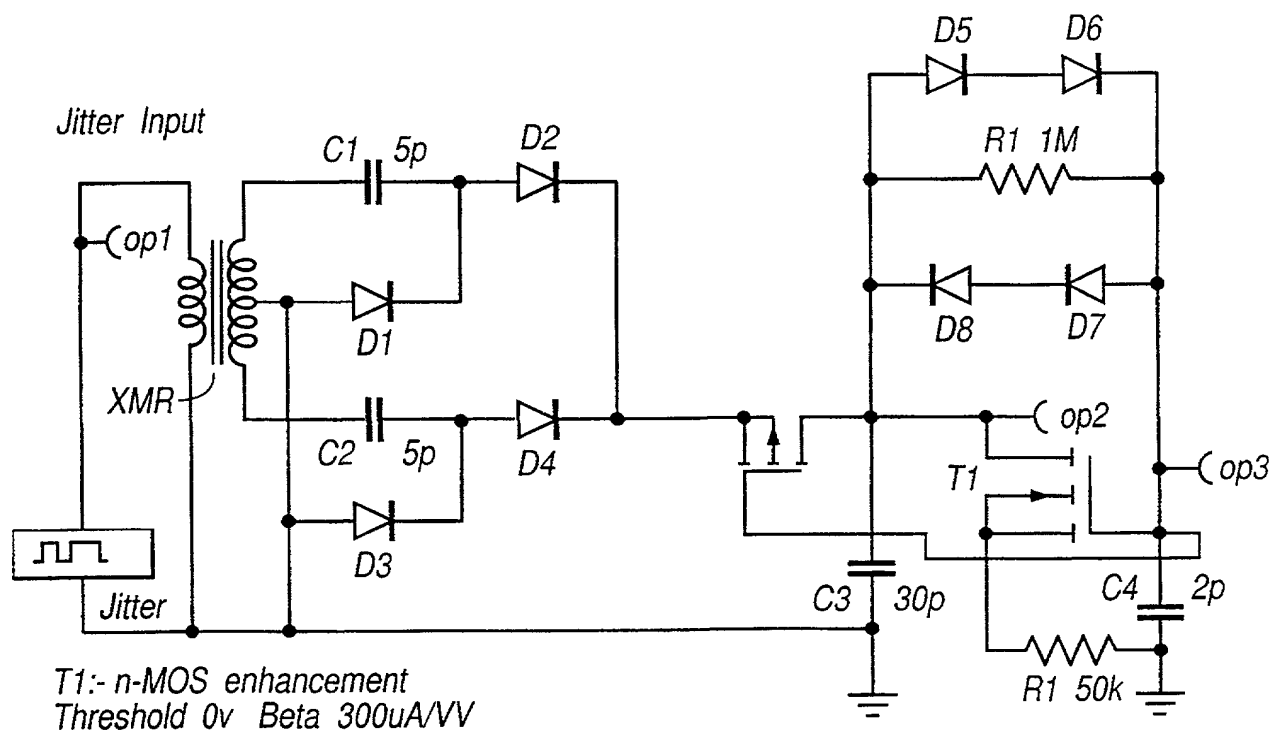 D5
D6
Jitter Input
R1 1M
C1 5p
D2
op1
D1
D8
D7
XMR
C2 5p
D4
op2
T1
op3
D3
C3 30p
C4 2p
Jitter
R1 50k
T1:- n-MOS enhancement
Threshold 0v Beta 300uA/VV